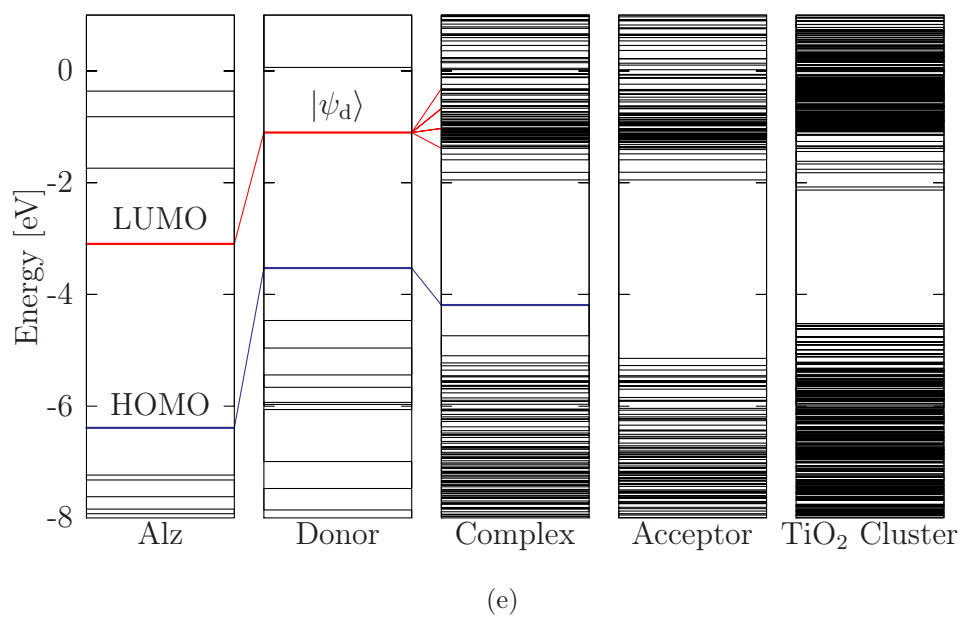 0
|ψd⟩
-2
LUMO
Energy [eV]
-4
HOMO
-6
-8
Alz Donor Complex Acceptor TiO₂ Cluster
(e)